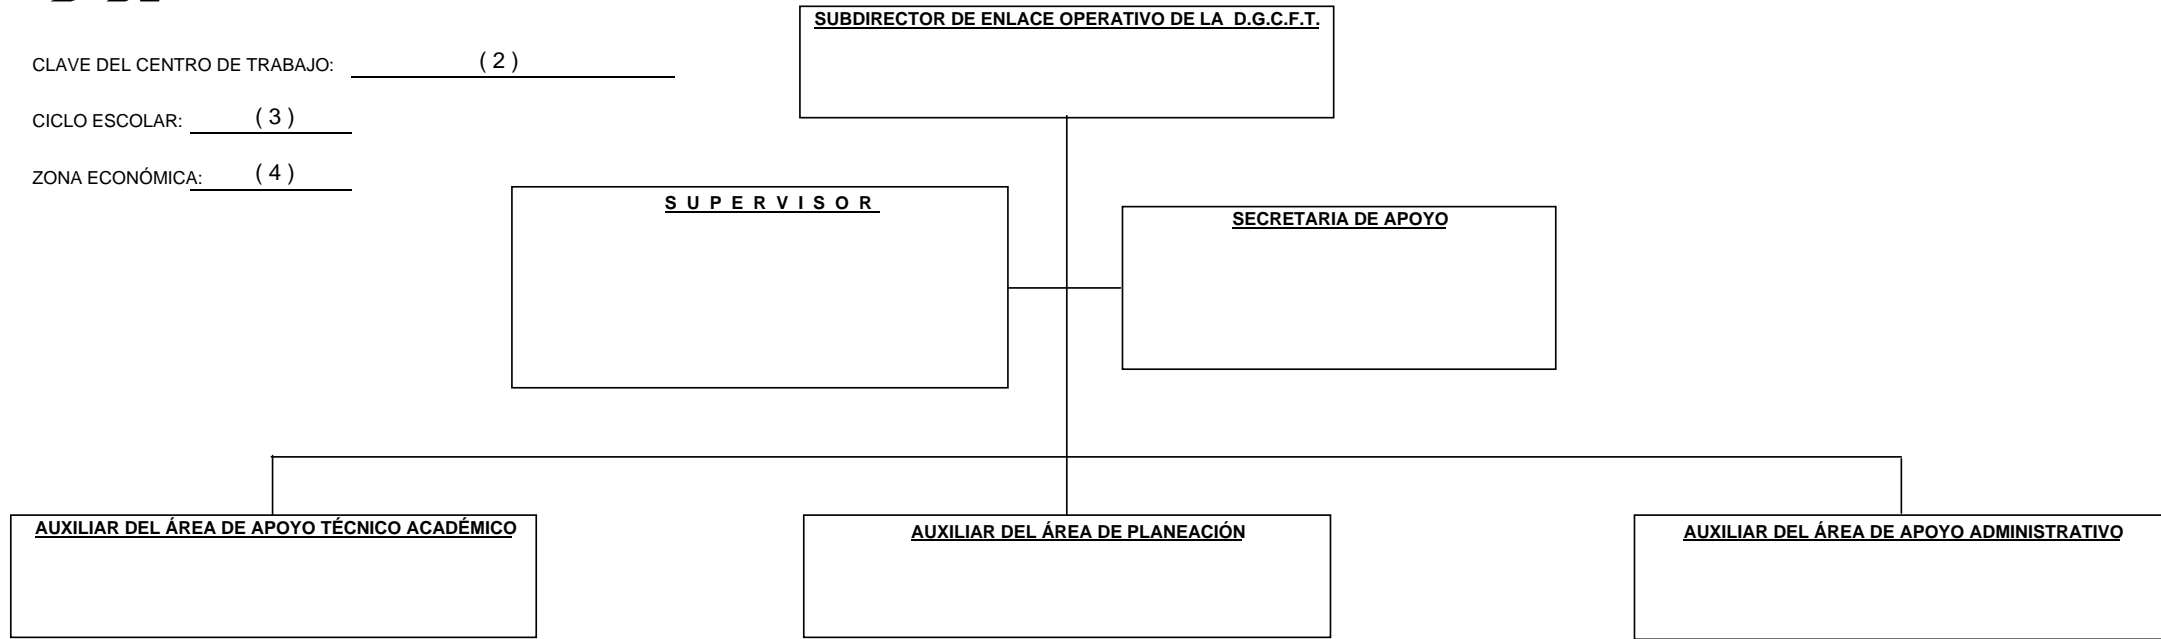 SUBDIRECTOR DE ENLACE OPERATIVO DE LA D.G.C.F.T.
CLAVE DEL CENTRO DE TRABAJO: ( 2 )
CICLO ESCOLAR: ( 3 )
ZONA ECONÓMICA: ( 4 )
S U P E R V I S O R
SECRETARIA DE APOYO
AUXILIAR DEL ÁREA DE APOYO TÉCNICO ACADÉMICO
AUXILIAR DEL ÁREA DE PLANEACIÓN
AUXILIAR DEL ÁREA DE APOYO ADMINISTRATIVO